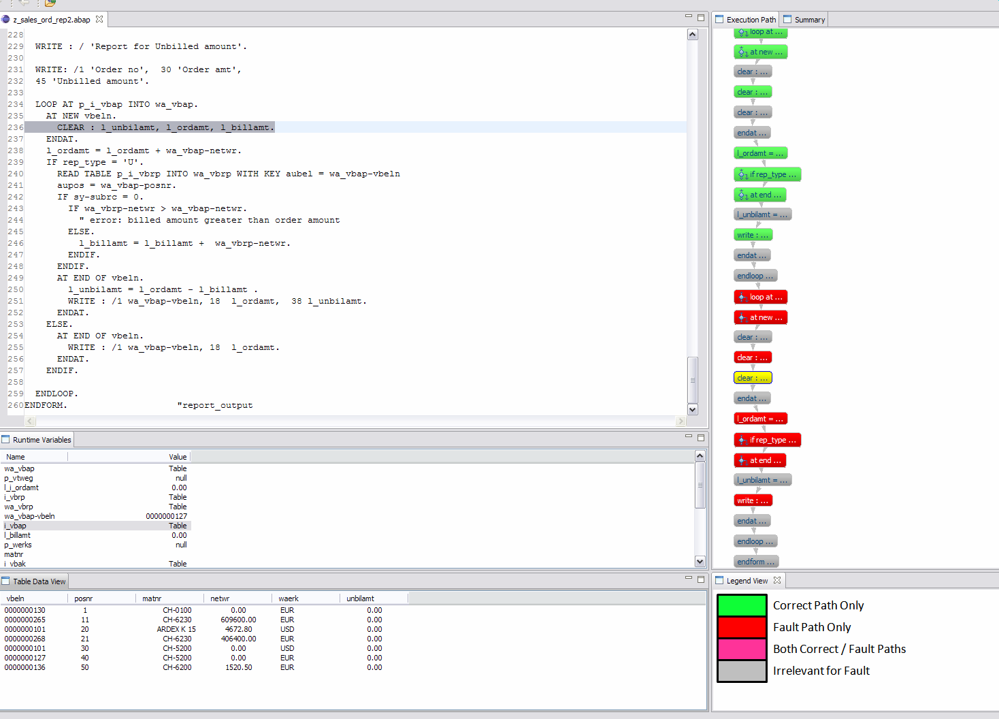 z_sales_ord_rep2.abap
228
229 WRITE : / 'Report for Unbilled amount'.
230
231 WRITE: /1 'Order no', 30 'Order amt',
232 45 'Unbilled amount'.
233
234 LOOP AT p_i_vbap INTO wa_vbap.
235 AT NEW vbeln.
236 CLEAR : l_unbilamt, l_ordamt, l_billamt.
237 ENDAT.
238 l_ordamt = l_ordamt + wa_vbap-netwr.
239 IF rep_type = 'U'.
240 READ TABLE p_i_vbrp INTO wa_vbrp WITH KEY aubel = wa_vbap-vbeln
241 aupos = wa_vbap-posnr.
242 IF sy-subrc = 0.
243 IF wa_vbrp-netwr > wa_vbap-netwr.
244 " error: billed amount greater than order amount
245 ELSE.
246 l_billamt = l_billamt + wa_vbrp-netwr.
247 ENDIF.
248 ENDIF.
249 AT END OF vbeln.
250 l_unbilamt = l_ordamt - l_billamt .
251 WRITE : /1 wa_vbap-vbeln, 18 l_ordamt, 38 l_unbilamt.
252 ENDAT.
253 ELSE.
254 AT END OF vbeln.
255 WRITE : /1 wa_vbap-vbeln, 18 l_ordamt.
256 ENDAT.
257 ENDIF.
258
259 ENDLOOP.
260 ENDFORM. "report_output
Runtime Variables
Name Value
wa_vbap Table
p_vtweg null
l_i_ordamt 0.00
i_vbrp Table
wa_vbrp Table
wa_vbap-vbeln 0000000127
i_vbap Table
l_billamt 0.00
p_werks null
matnr
i_vbak Table
Table Data View
vbeln posnr matnr netwr waerk unbilamt
0000000130 1 CH-0100 0.00 EUR 0.00
0000000265 11 CH-6230 609600.00 EUR 0.00
0000000101 20 ARDEX K 15 4672.80 USD 0.00
0000000268 21 CH-6230 406400.00 EUR 0.00
0000000101 30 CH-5200 0.00 USD 0.00
0000000127 40 CH-5200 0.00 EUR 0.00
0000000136 50 CH-6200 1520.50 EUR 0.00
Execution Path Summary
loop at ...
at new ...
clear : ...
clear : ...
clear : ...
endat ...
l_ordamt = ...
if rep_type ...
at end ...
l_unbilamt = ...
write : ...
endat ...
endloop ...
loop at ...
at new ...
clear : ...
clear : ...
clear : ...
endat ...
l_ordamt = ...
if rep_type ...
at end ...
l_unbilamt = ...
write : ...
endat ...
endloop ...
endform ...
Legend View
Correct Path Only
Fault Path Only
Both Correct / Fault Paths
Irrelevant for Fault